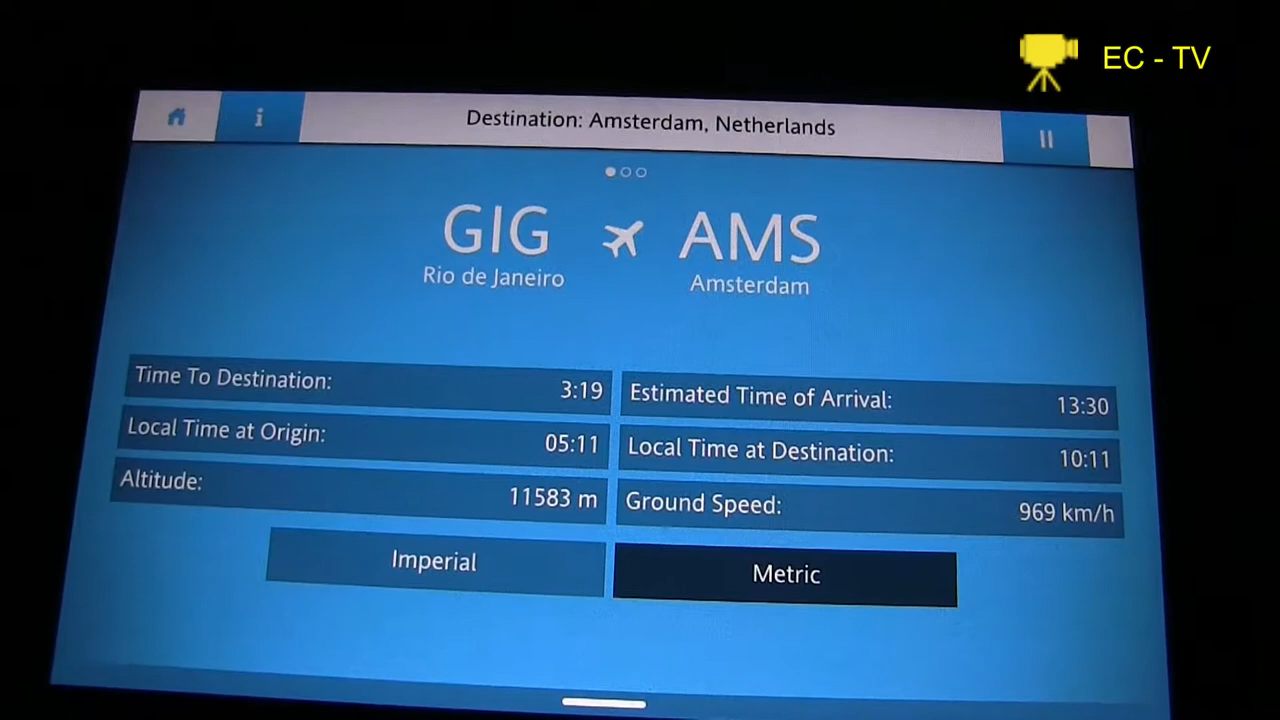 EC - TV
i
Destination: Amsterdam, Netherlands
GIG AMS
Rio de Janeiro Amsterdam
Time To Destination: 3:19
Estimated Time of Arrival: 13:30
Local Time at Origin: 05:11
Local Time at Destination: 10:11
Altitude: 11583 m
Ground Speed: 969 km/h
Imperial Metric